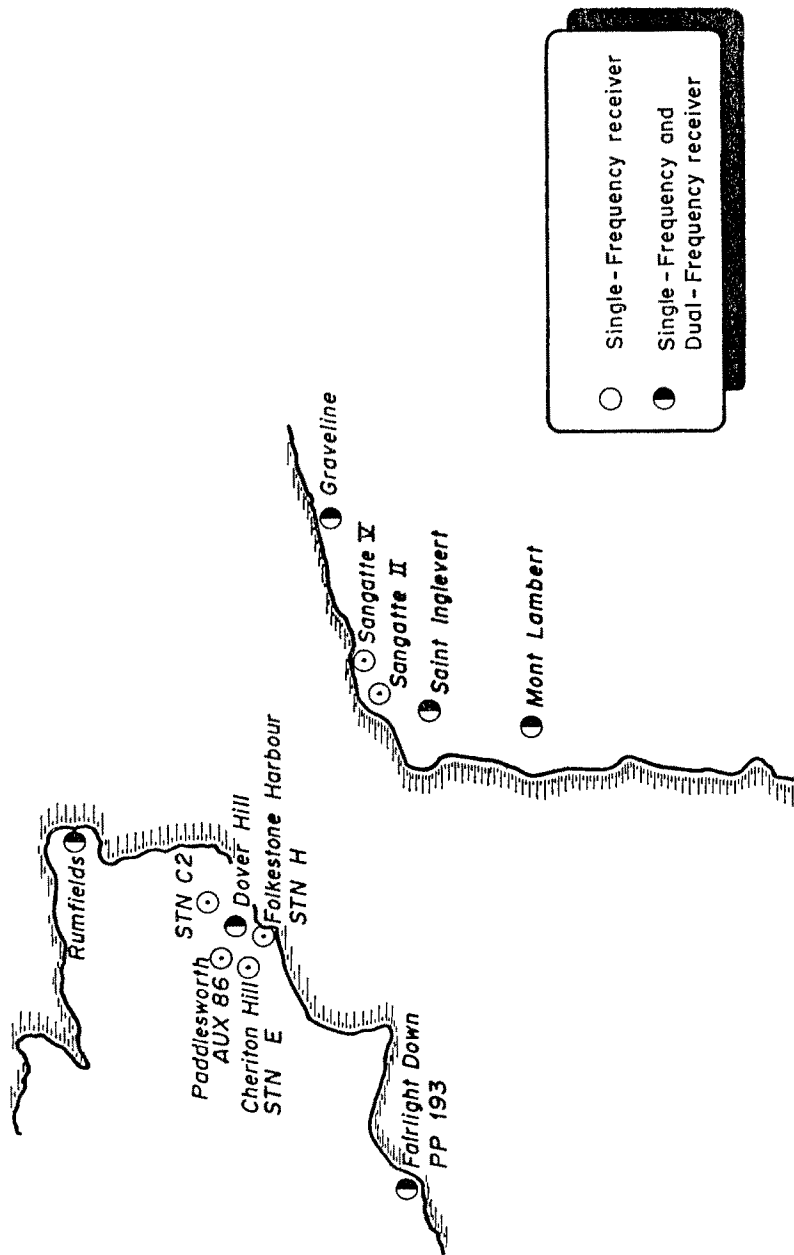 Rumfields
STN C2
Dover Hill
Folkestone Harbour
STN H
Paddlesworth
AUX 86
Cheriton Hill
STN E
Fairlight Down
PP 193
Graveline
Sangatte V
Sangatte II
Saint Inglevert
Mont Lambert
Single-Frequency receiver
Single-Frequency and
Dual-Frequency receiver